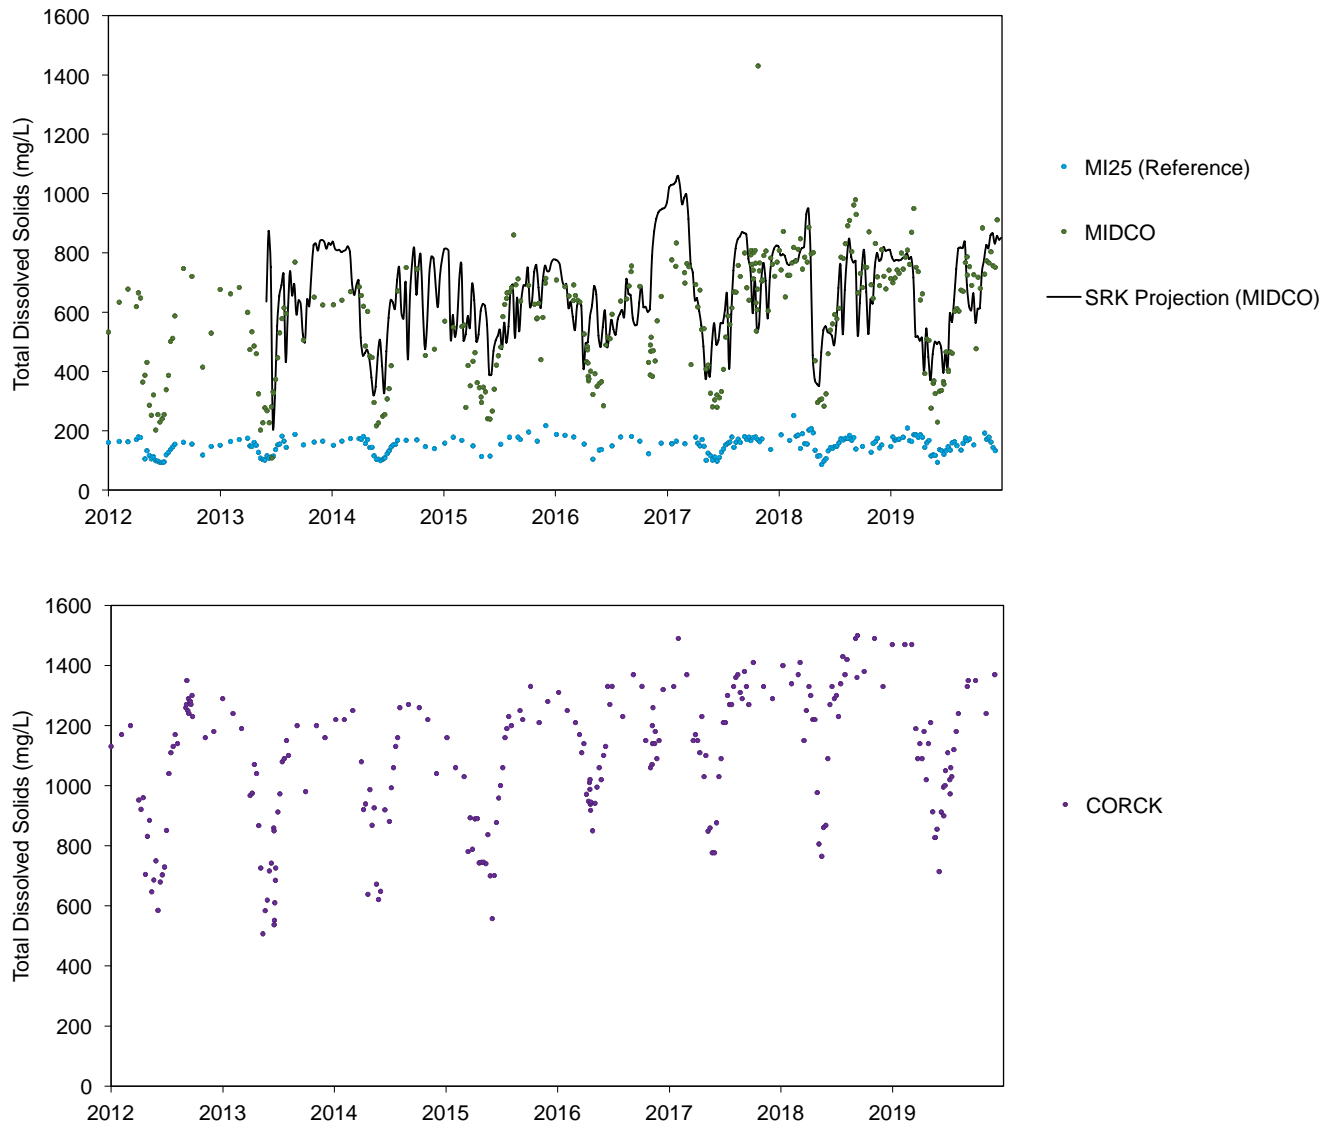 1600
1400
1200
1000
800
600
400
200
0
Total Dissolved Solids (mg/L)
2012 2013 2014 2015 2016 2017 2018 2019
MI25 (Reference)
MIDCO
SRK Projection (MIDCO)
1600
1400
1200
1000
800
600
400
200
0
Total Dissolved Solids (mg/L)
2012 2013 2014 2015 2016 2017 2018 2019
CORCK